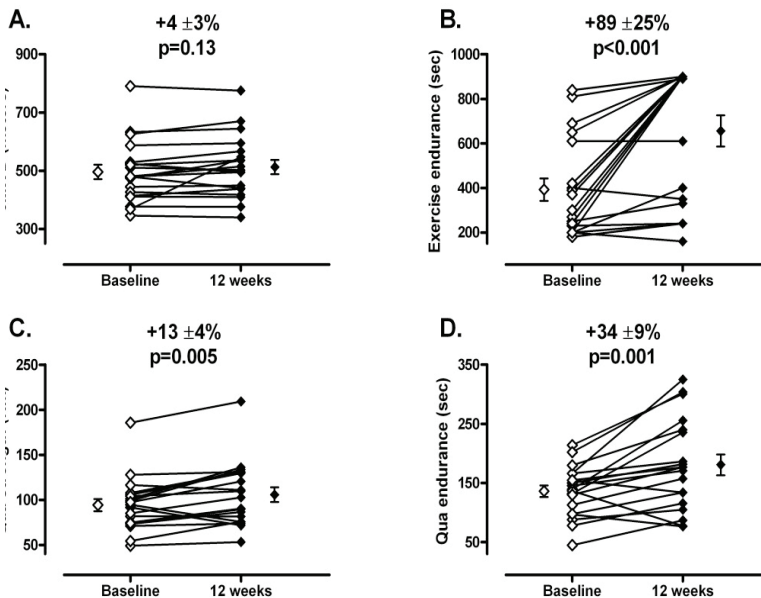 A.
+4 ±3%
p=0.13
900
700
500
300
Baseline 12 weeks
B.
+89 ±25%
p<0.001
Exercise endurance (sec)
1000
800
600
400
200
Baseline 12 weeks
C.
+13 ±4%
p=0.005
250
200
150
100
50
Baseline 12 weeks
D.
+34 ±9%
p=0.001
Qua endurance (sec)
350
250
150
50
Baseline 12 weeks